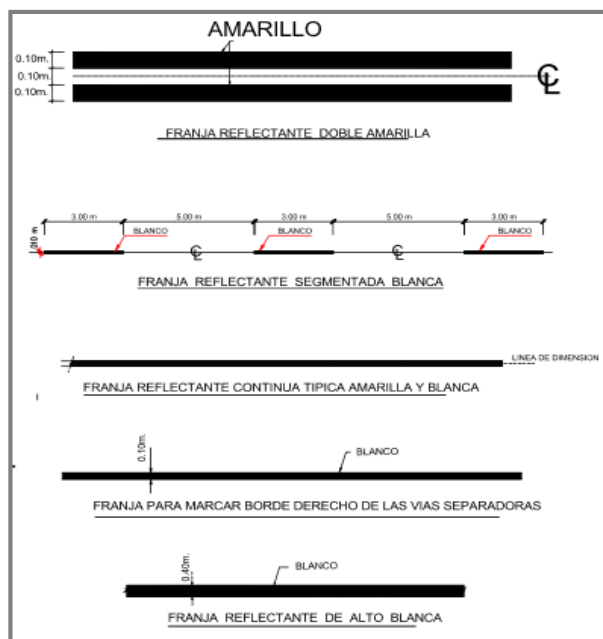 AMARILLO
0.10m.
0.10m.
0.10m.
CL
FRANJA REFLECTANTE DOBLE AMARILLA
3.00 m 5.00 m 3.00 m 5.00 m 3.00 m
BLANCO BLANCO BLANCO
CL CL
FRANJA REFLECTANTE SEGMENTADA BLANCA
LINEA DE DIMENSION
FRANJA REFLECTANTE CONTINUA TIPICA AMARILLA Y BLANCA
0.10m.
BLANCO
FRANJA PARA MARCAR BORDE DERECHO DE LAS VIAS SEPARADORAS
0.40m.
BLANCO
FRANJA REFLECTANTE DE ALTO BLANCA